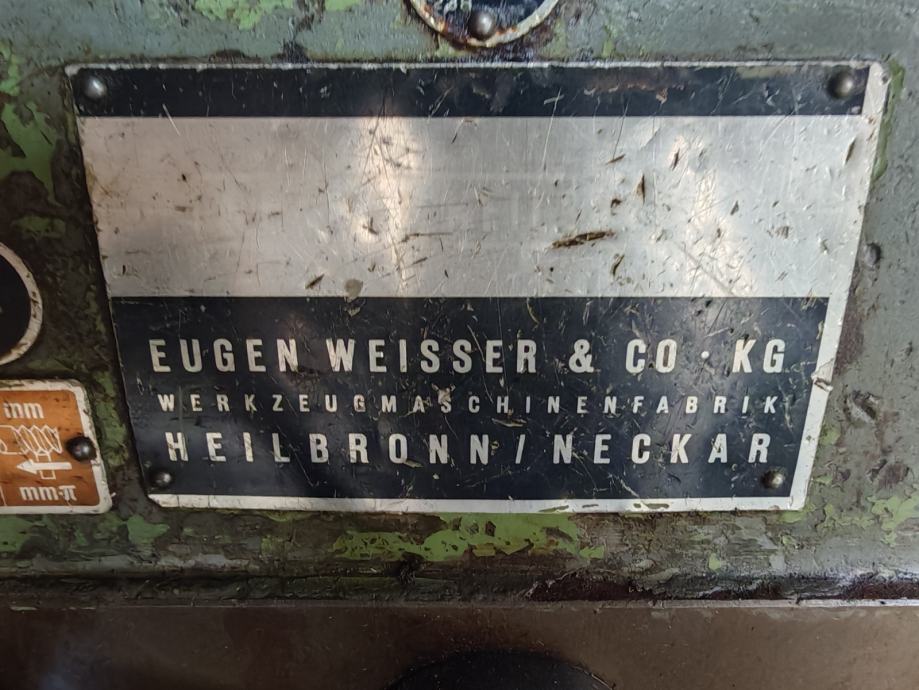 EUGEN WEISSER & CO · KG
WERKZEUGMASCHINENFABRIK
HEILBRONN/NECKAR
mm
mm·π